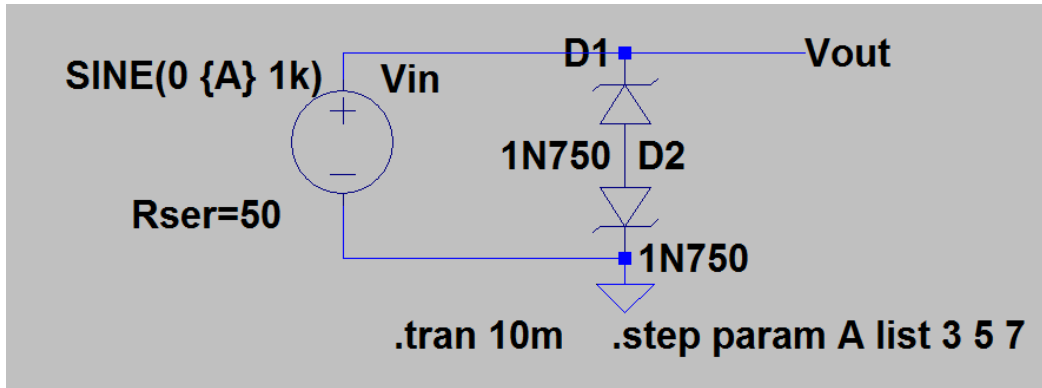 D1 Vout
SINE(0 {A} 1k) Vin
1N750 D2
Rser=50
1N750
.tran 10m .step param A list 3 5 7